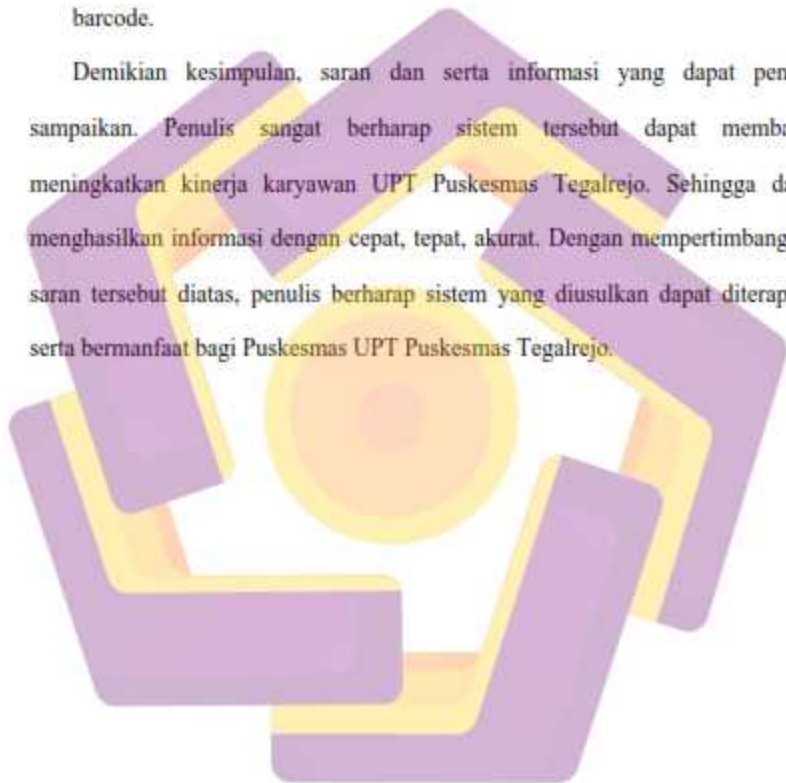 barcode.
Demikian kesimpulan, saran dan serta informasi yang dapat pen
sampaikan. Penulis sangat berharap sistem tersebut dapat memba
meningkatkan kinerja karyawan UPT Puskesmas Tegalrejo. Sehingga da
menghasilkan informasi dengan cepat, tepat, akurat. Dengan mempertimbang
saran tersebut diatas, penulis berharap sistem yang diusulkan dapat diterap
serta bermanfaat bagi Puskesmas UPT Puskesmas Tegalrejo.